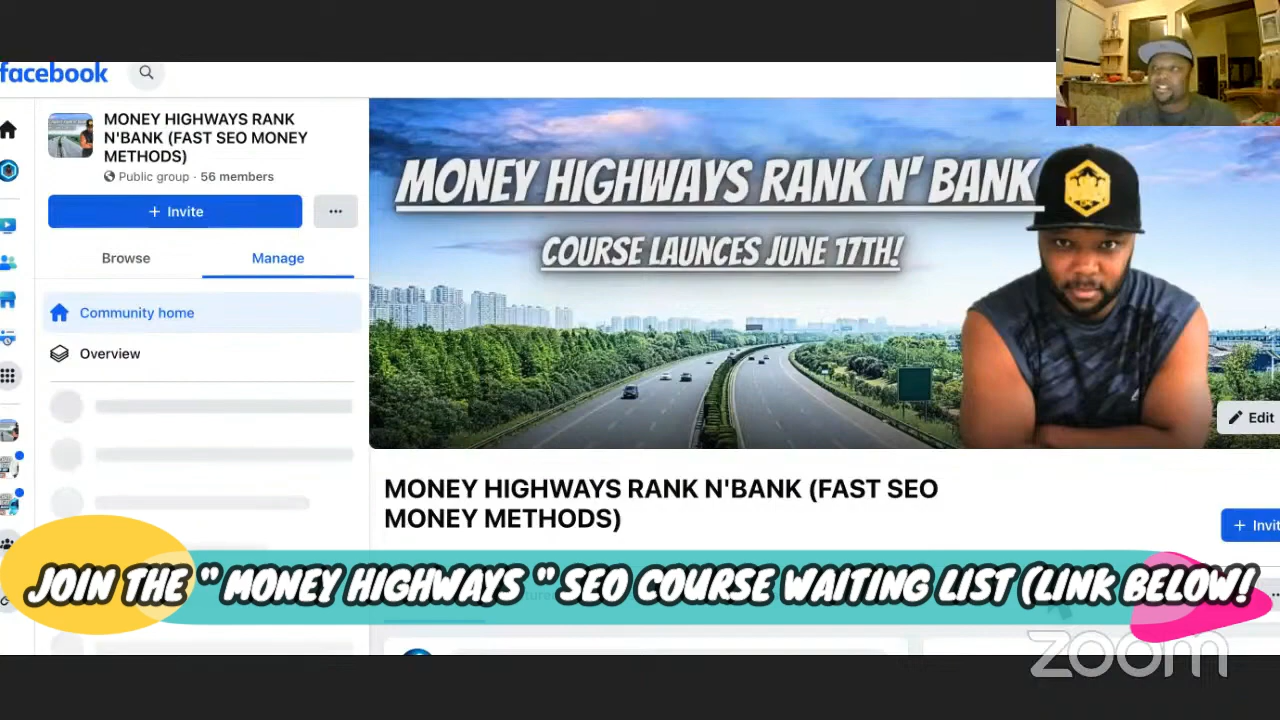 facebook
MONEY HIGHWAYS RANK
N'BANK (FAST SEO MONEY
METHODS)
Public group · 56 members
+ Invite
Browse
Manage
Community home
Overview
MONEY HIGHWAYS RANK N' BANK
COURSE LAUNCES JUNE 17TH!
Edit
MONEY HIGHWAYS RANK N'BANK (FAST SEO
MONEY METHODS)
+ Invit
JOIN THE " MONEY HIGHWAYS " SEO COURSE WAITING LIST (LINK BELOW!
zoom